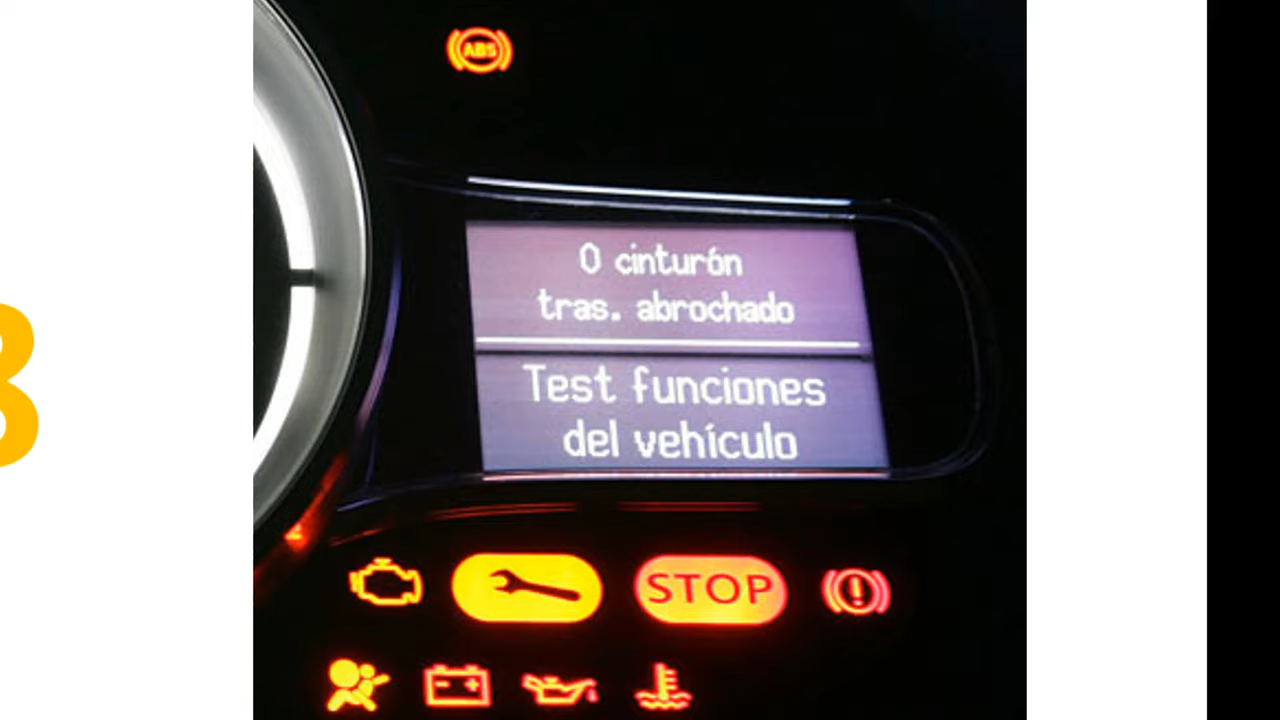 ABS
0 cinturón
tras. abrochado
Test funciones
del vehículo
STOP